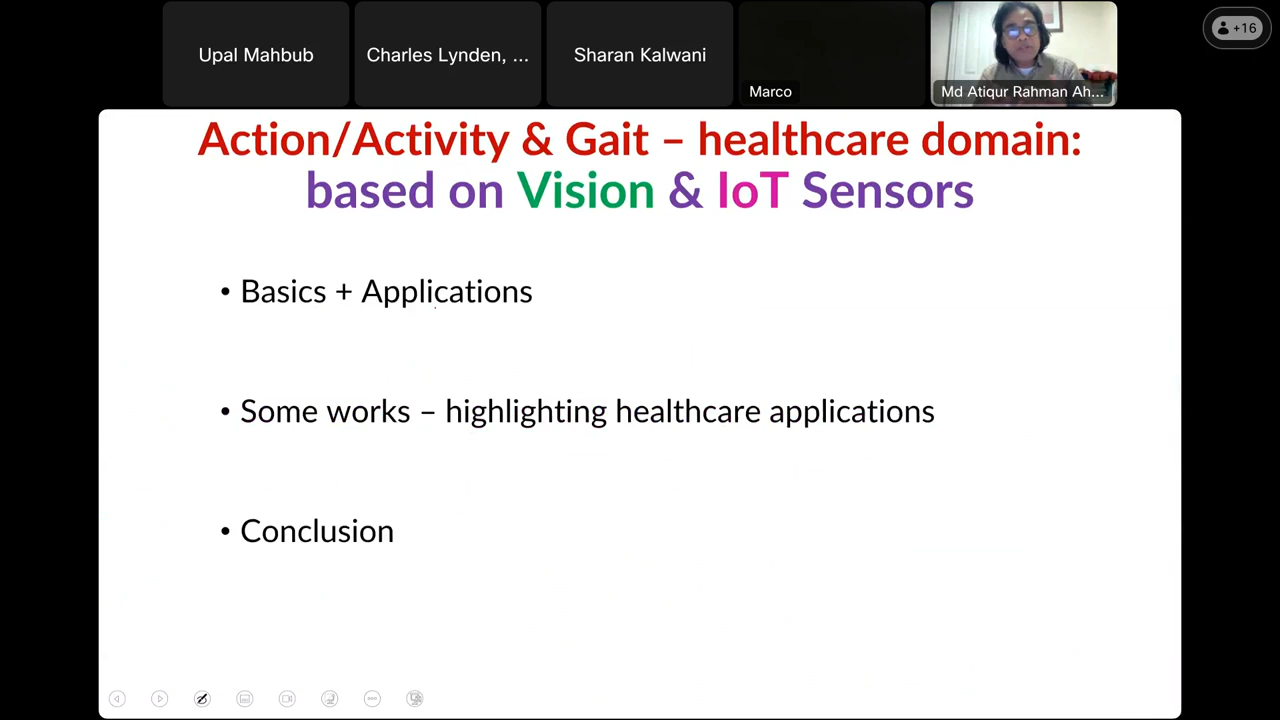 Upal Mahbub
Charles Lynden, ...
Sharan Kalwani
Marco
Md Atiqur Rahman Ah...
+16
Action/Activity & Gait – healthcare domain:
based on Vision & IoT Sensors
• Basics + Applications
• Some works – highlighting healthcare applications
• Conclusion